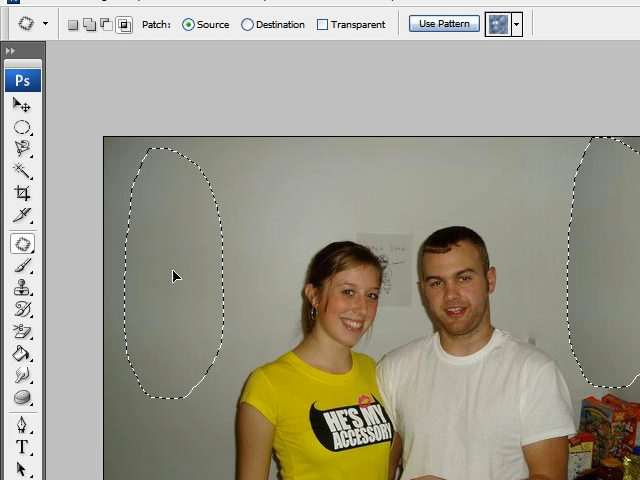 Patch:
Source
Destination
Transparent
Use Pattern
Ps
T
HE'S MY
ACCESSORY